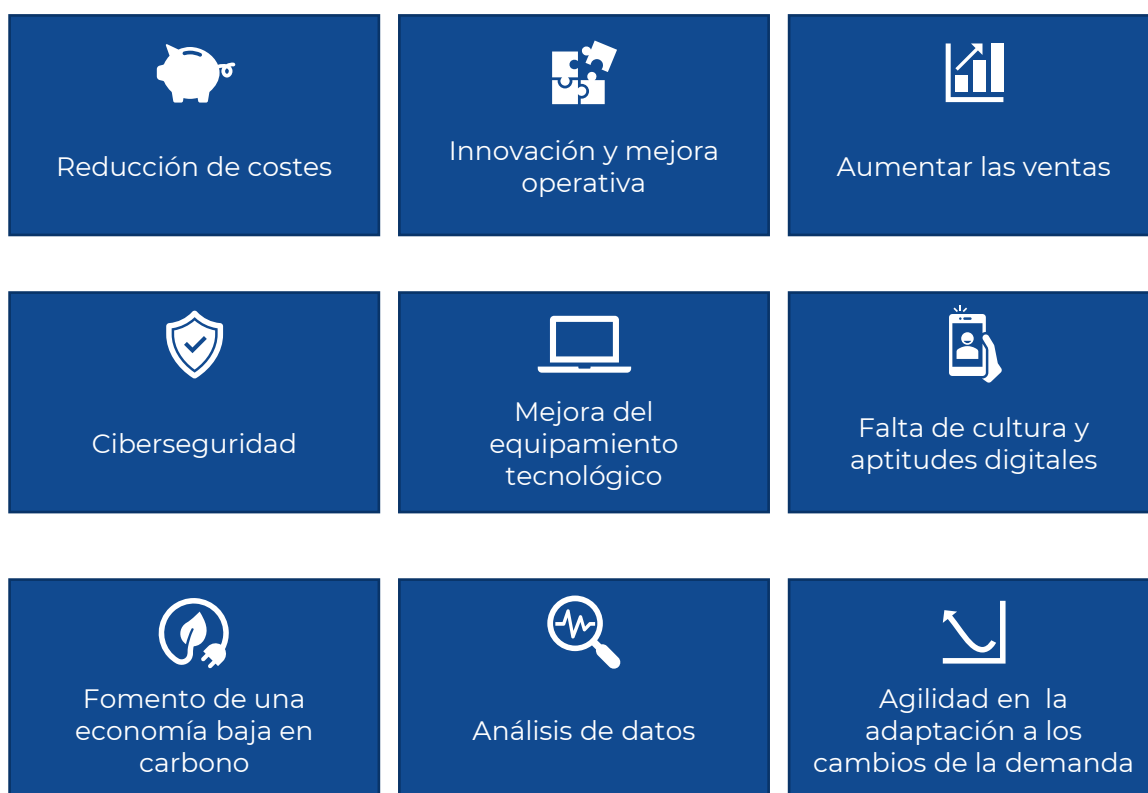 Reducción de costes
Innovación y mejora
operativa
Aumentar las ventas
Ciberseguridad
Mejora del
equipamiento
tecnológico
Falta de cultura y
aptitudes digitales
Fomento de una
economía baja en
carbono
Análisis de datos
Agilidad en la
adaptación a los
cambios de la demanda